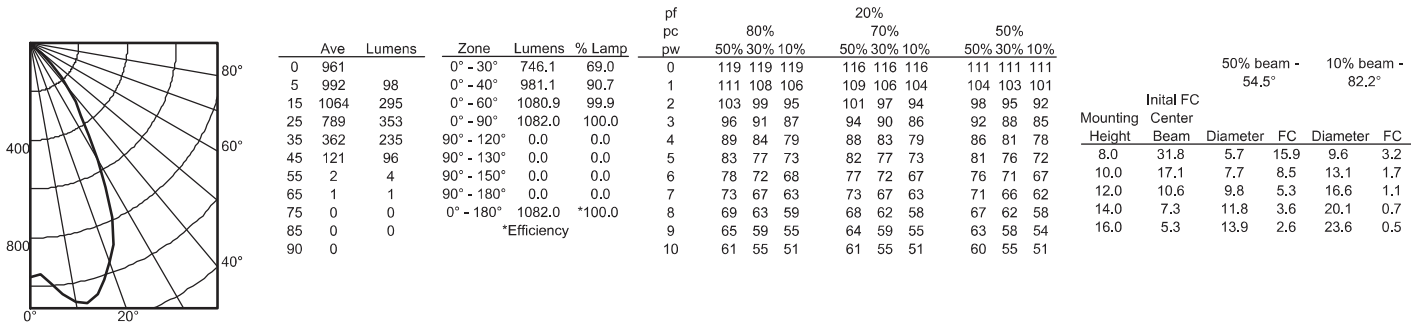 80°
60°
40°
400
800
0° 20°
Ave Lumens
0 961
5 992 98
15 1064 295
25 789 353
35 362 235
45 121 96
55 2 4
65 1 1
75 0 0
85 0 0
90 0
Zone Lumens % Lamp
0° - 30° 746.1 69.0
0° - 40° 981.1 90.7
0° - 60° 1080.9 99.9
0° - 90° 1082.0 100.0
90° - 120° 0.0 0.0
90° - 130° 0.0 0.0
90° - 150° 0.0 0.0
90° - 180° 0.0 0.0
0° - 180° 1082.0 *100.0
*Efficiency
pf 20%
pc 80% 70% 50%
pw 50% 30% 10% 50% 30% 10% 50% 30% 10%
0 119 119 119 116 116 116 111 111 111
1 111 108 106 109 106 104 104 103 101
2 103 99 95 101 97 94 98 95 92
3 96 91 87 94 90 86 92 88 85
4 89 84 79 88 83 79 86 81 78
5 83 77 73 82 77 73 81 76 72
6 78 72 68 77 72 67 76 71 67
7 73 67 63 73 67 63 71 66 62
8 69 63 59 68 62 58 67 62 58
9 65 59 55 64 59 55 63 58 54
10 61 55 51 61 55 51 60 55 51
50% beam - 10% beam -
54.5° 82.2°
Inital FC
Mounting Center
Height Beam Diameter FC Diameter FC
8.0 31.8 5.7 15.9 9.6 3.2
10.0 17.1 7.7 8.5 13.1 1.7
12.0 10.6 9.8 5.3 16.6 1.1
14.0 7.3 11.8 3.6 20.1 0.7
16.0 5.3 13.9 2.6 23.6 0.5